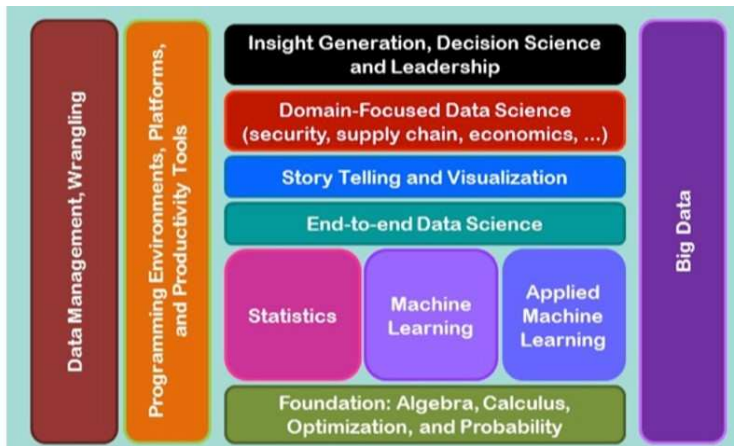 Data Management, Wrangling
Programming Environments, Platforms,
and Productivity Tools
Insight Generation, Decision Science
and Leadership
Domain-Focused Data Science
(security, supply chain, economics, ...)
Story Telling and Visualization
End-to-end Data Science
Statistics
Machine
Learning
Applied
Machine
Learning
Foundation: Algebra, Calculus,
Optimization, and Probability
Big Data